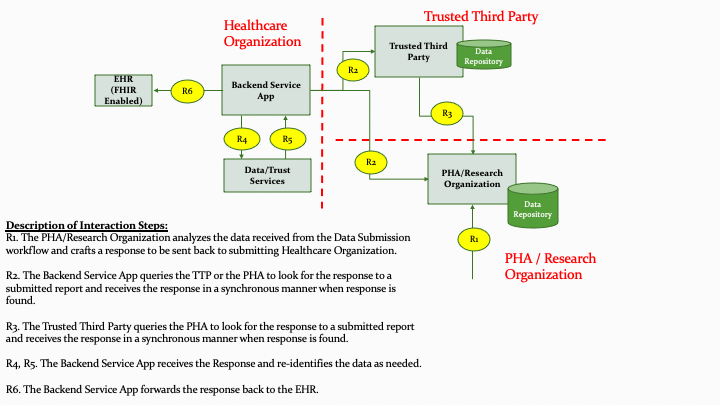 Trusted Third Party
Healthcare
Organization
Trusted Third
Party
Data
Repository
R2
EHR
(FHIR
Enabled)
R6
Backend Service
App
R3
R4
R5
R2
Data/Trust
Services
PHA/Research
Organization
Data
Repository
R1
PHA / Research
Organization
Description of Interaction Steps:
R1. The PHA/Research Organization analyzes the data received from the Data Submission
workflow and crafts a response to be sent back to submitting Healthcare Organization.
R2. The Backend Service App queries the TTP or the PHA to look for the response to a
submitted report and receives the response in a synchronous manner when response is
found.
R3. The Trusted Third Party queries the PHA to look for the response to a submitted report
and receives the response in a synchronous manner when response is found.
R4, R5. The Backend Service App receives the Response and re-identifies the data as needed.
R6. The Backend Service App forwards the response back to the EHR.